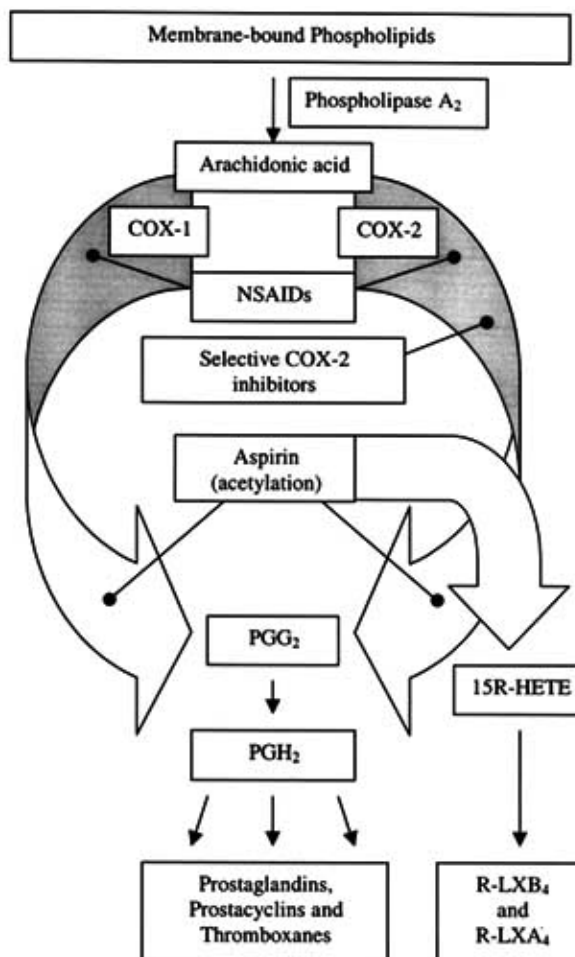 Membrane-bound Phospholipids
Phospholipase A₂
Arachidonic acid
COX-1
COX-2
NSAIDs
Selective COX-2
inhibitors
Aspirin
(acetylation)
PGG₂
15R-HETE
PGH₂
Prostaglandins,
Prostacyclins and
Thromboxanes
R-LXB₄
and
R-LXA₄